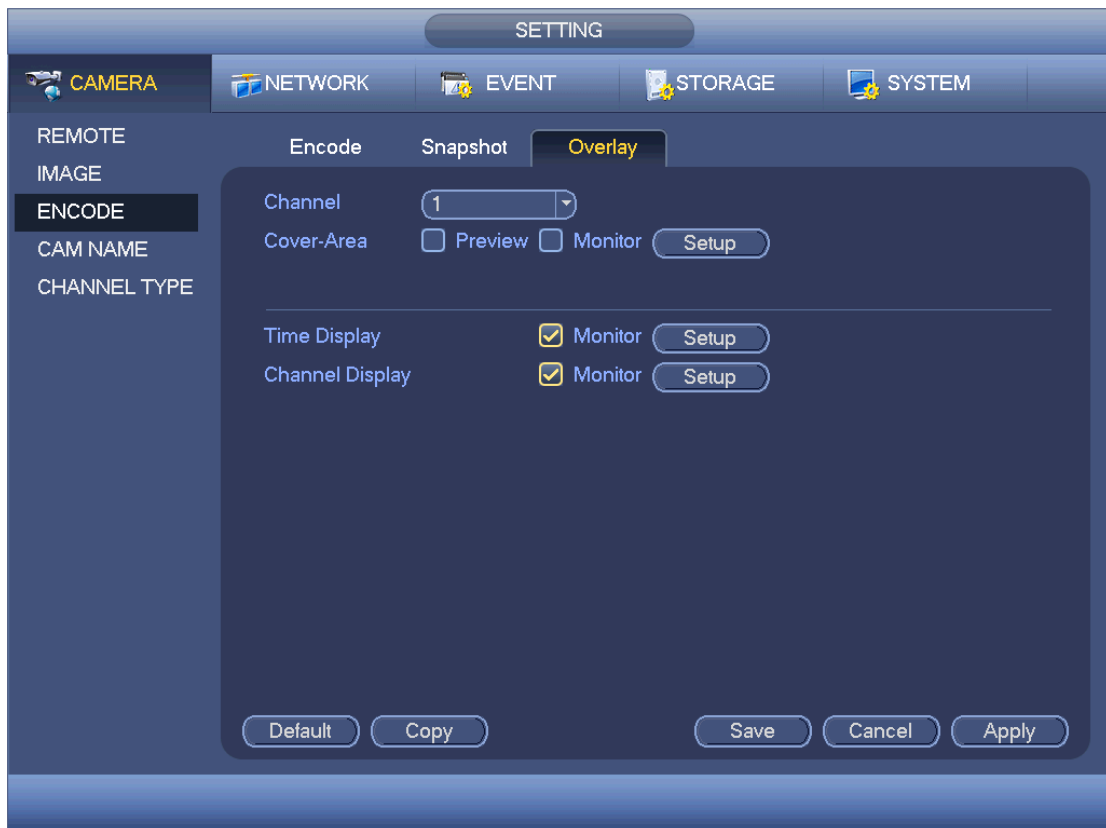 SETTING
CAMERA NETWORK EVENT STORAGE SYSTEM
REMOTE
IMAGE
ENCODE
CAM NAME
CHANNEL TYPE
Encode Snapshot Overlay
Channel 1
Cover-Area Preview Monitor Setup
Time Display Monitor Setup
Channel Display Monitor Setup
Default Copy Save Cancel Apply